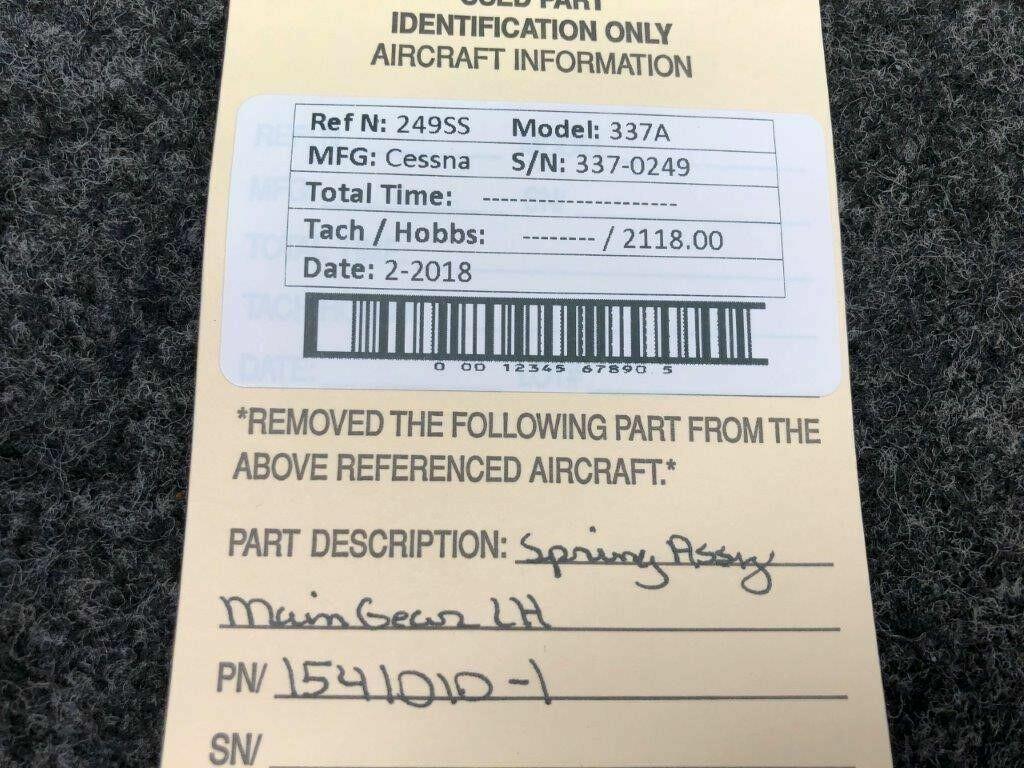 USED PART
IDENTIFICATION ONLY
AIRCRAFT INFORMATION
Ref N: 249SS Model: 337A
MFG: Cessna S/N: 337-0249
Total Time: ---------------------
Tach / Hobbs: -------- / 2118.00
Date: 2-2018
0 00 12345 67890 5
*REMOVED THE FOLLOWING PART FROM THE
ABOVE REFERENCED AIRCRAFT.*
PART DESCRIPTION: Spring Assy
Main Gear LH
PN/ 1541010-1
SN/